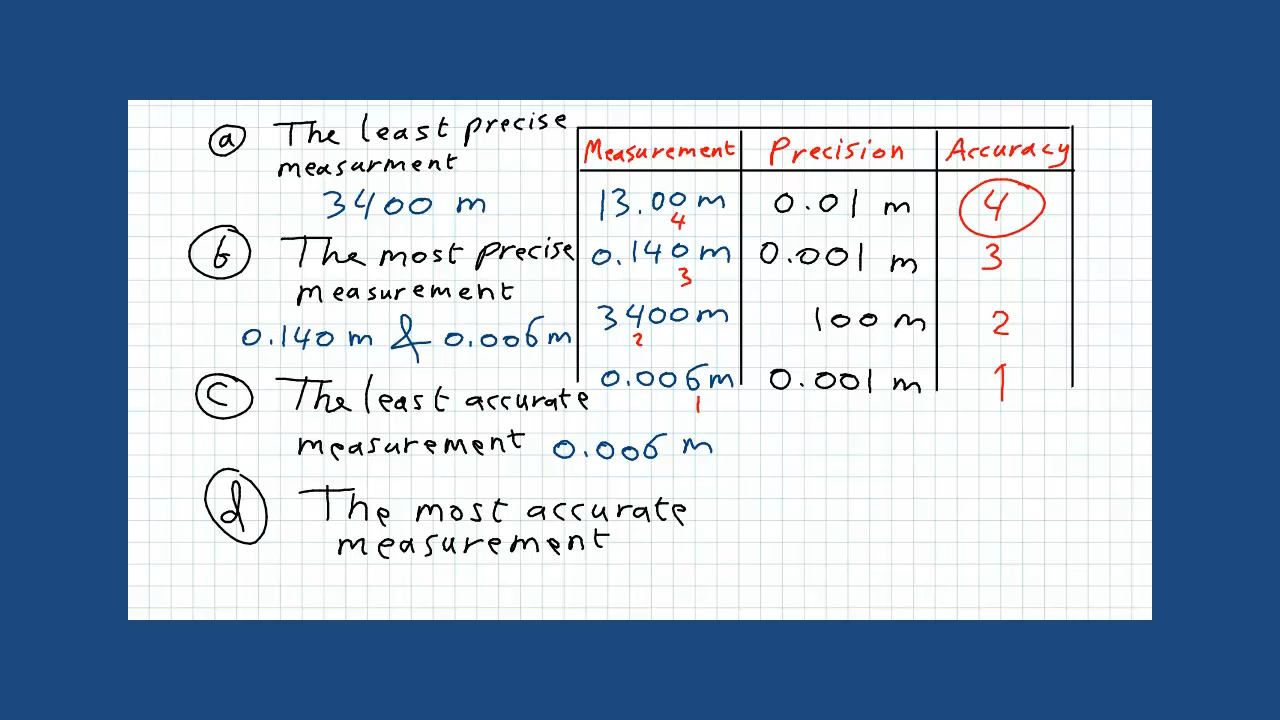 ⓐ The least precise
measurment
3400 m
ⓑ The most precise
measurement
0.140 m & 0.006 m
ⓒ The least accurate
measurement 0.006 m
ⓓ The most accurate
measurement
Measurement Precision Accuracy
13.00 m 0.01 m 4
4
0.140 m 0.001 m 3
3
3400 m 100 m 2
2
0.006 m 0.001 m 1
1